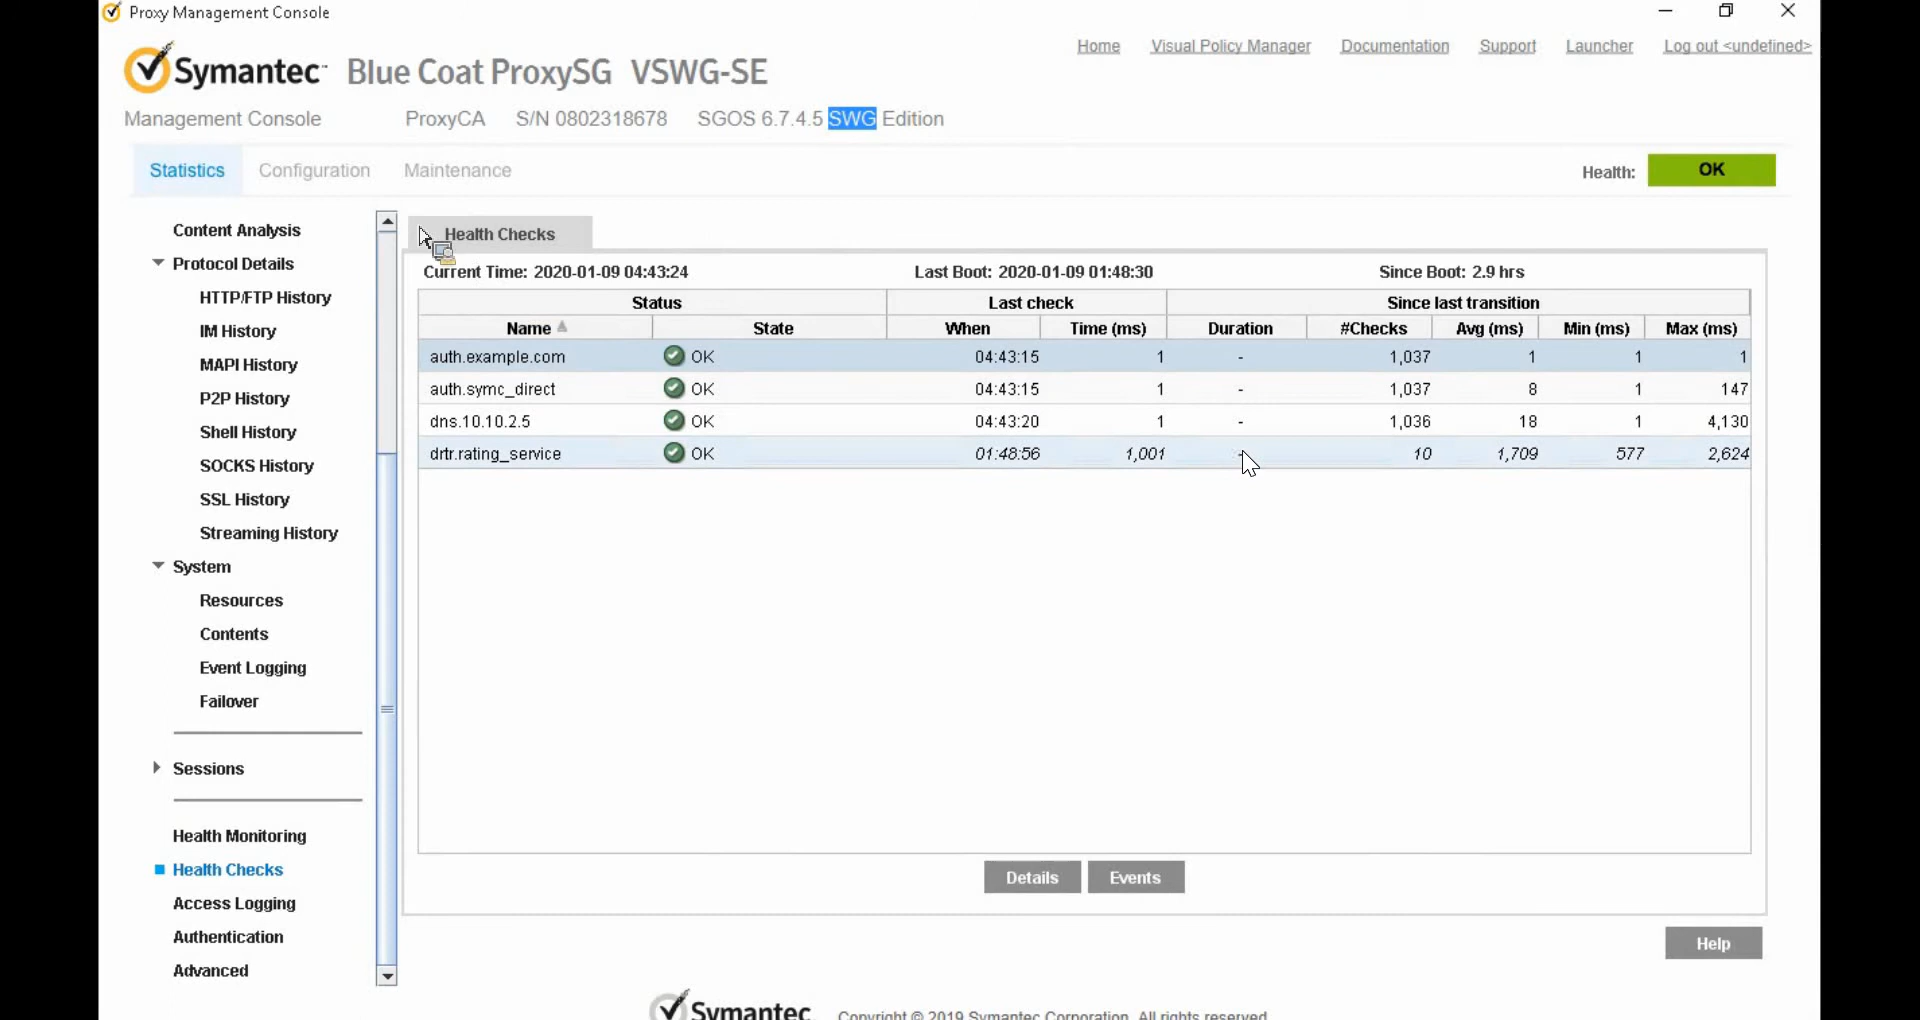 Proxy Management Console
Home Visual Policy Manager Documentation Support Launcher Log out <undefined>
Symantec™ Blue Coat ProxySG VSWG-SE
Management Console ProxyCA S/N 0802318678 SGOS 6.7.4.5 SWG Edition
Statistics Configuration Maintenance Health: OK
Content Analysis
Protocol Details
HTTP/FTP History
IM History
MAPI History
P2P History
Shell History
SOCKS History
SSL History
Streaming History
System
Resources
Contents
Event Logging
Failover
Sessions
Health Monitoring
Health Checks
Access Logging
Authentication
Advanced
Health Checks
Current Time: 2020-01-09 04:43:24 Last Boot: 2020-01-09 01:48:30 Since Boot: 2.9 hrs
Status Last check Since last transition
Name State When Time (ms) Duration #Checks Avg (ms) Min (ms) Max (ms)
auth.example.com OK 04:43:15 1 - 1,037 1 1 1
auth.symc_direct OK 04:43:15 1 - 1,037 8 1 147
dns.10.10.2.5 OK 04:43:20 1 - 1,036 18 1 4,130
drtr.rating_service OK 01:48:56 1,001 - 10 1,709 577 2,624
Details Events
Help
Symantec Copyright © 2019 Symantec Corporation. All rights reserved.